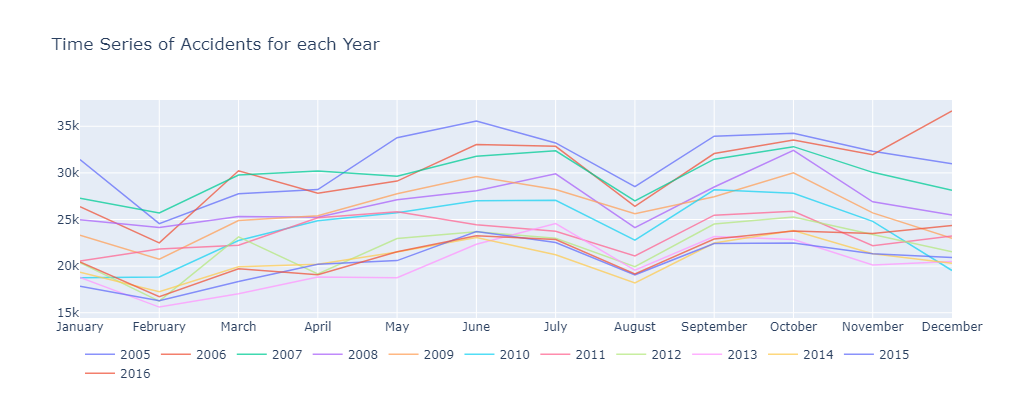 Time Series of Accidents for each Year
35k
30k
25k
20k
15k
January February March April May June July August September October November December
2005 2006 2007 2008 2009 2010 2011 2012 2013 2014 2015
2016